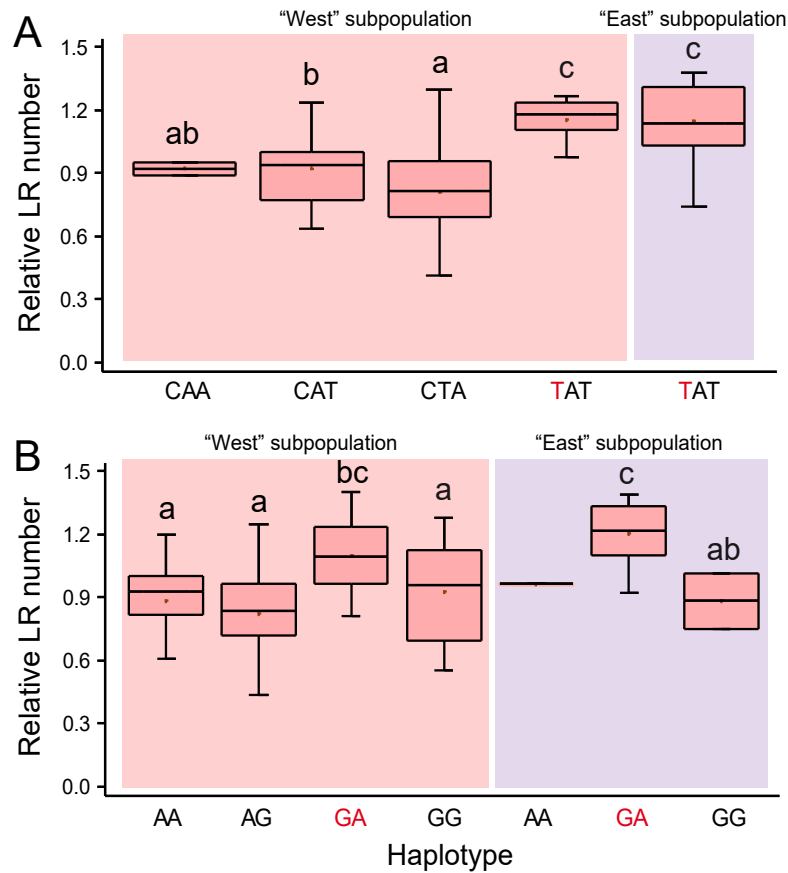 A
“West” subpopulation
“East” subpopulation
Relative LR number
1.5
1.2
0.9
0.6
0.3
0.0
ab
b
a
c
c
CAA
CAT
CTA
TAT
TAT
B
“West” subpopulation
“East” subpopulation
Relative LR number
1.5
1.2
0.9
0.6
0.3
0.0
a
a
bc
a
c
ab
AA
AG
GA
GG
AA
GA
GG
Haplotype